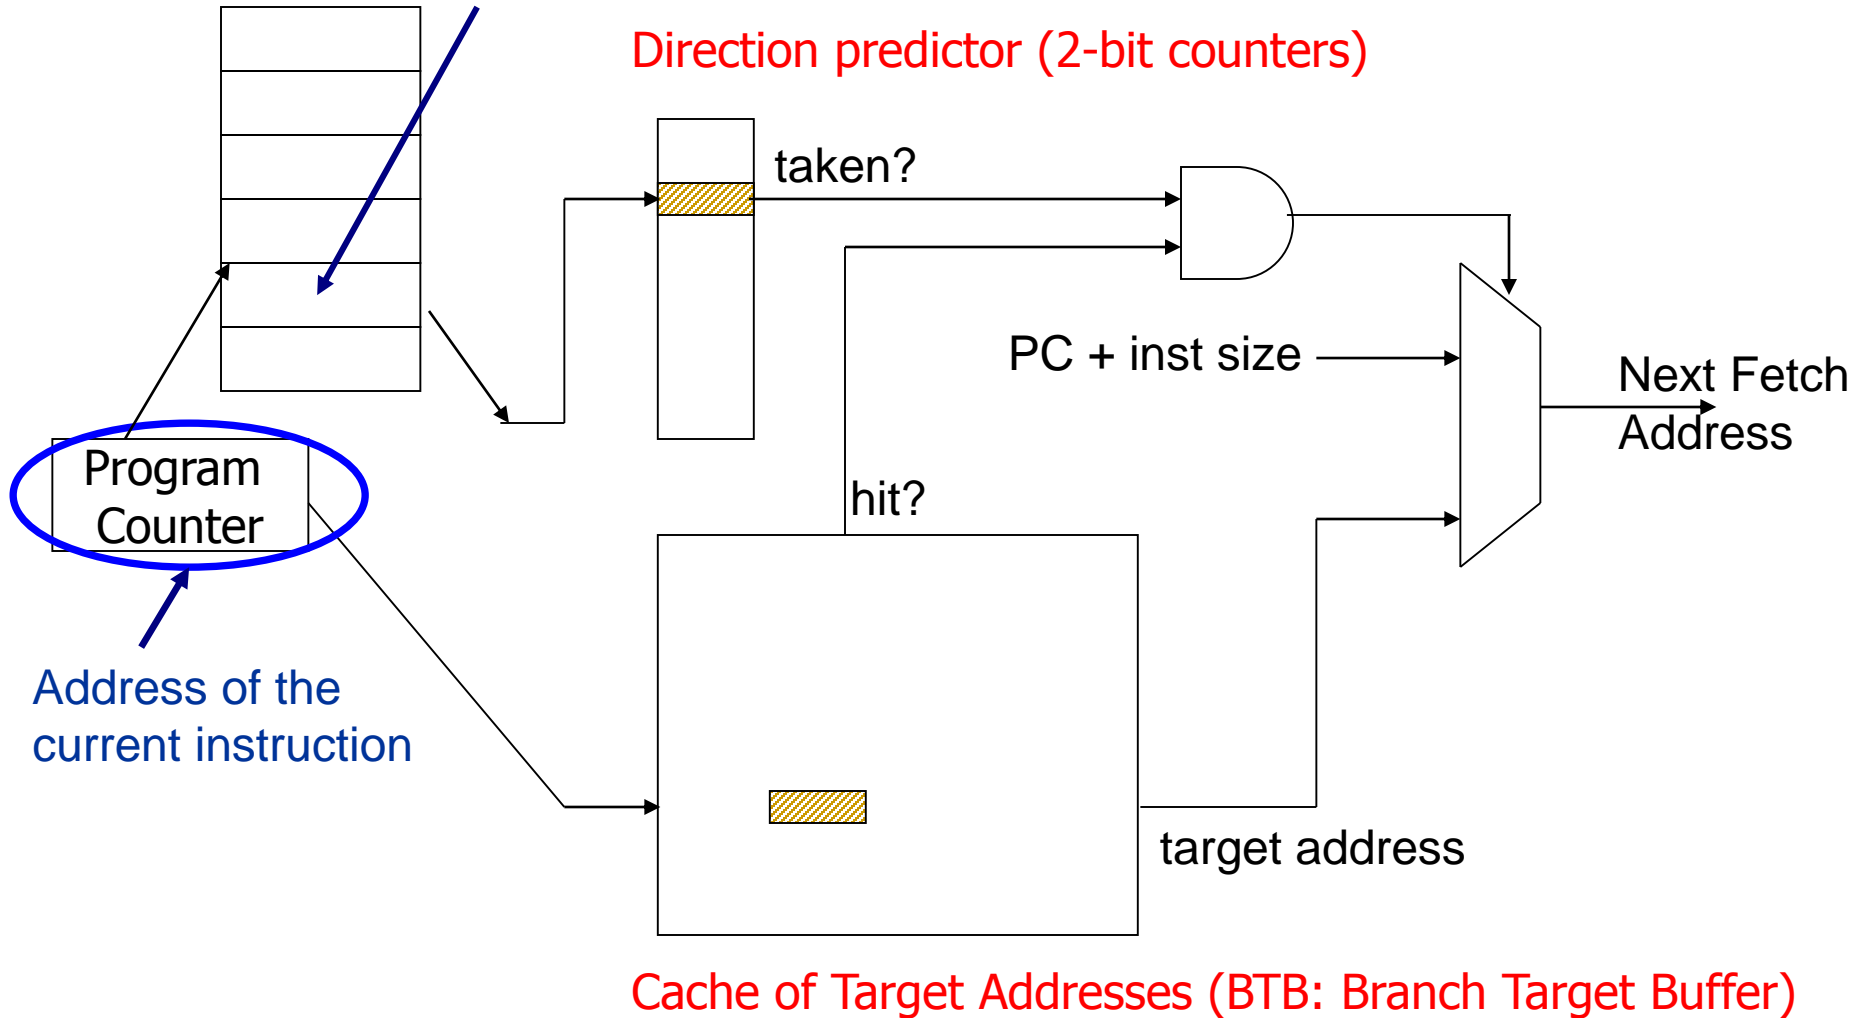 Direction predictor (2-bit counters)
taken?
PC + inst size
Next Fetch
Address
Program
Counter
hit?
Address of the
current instruction
target address
Cache of Target Addresses (BTB: Branch Target Buffer)